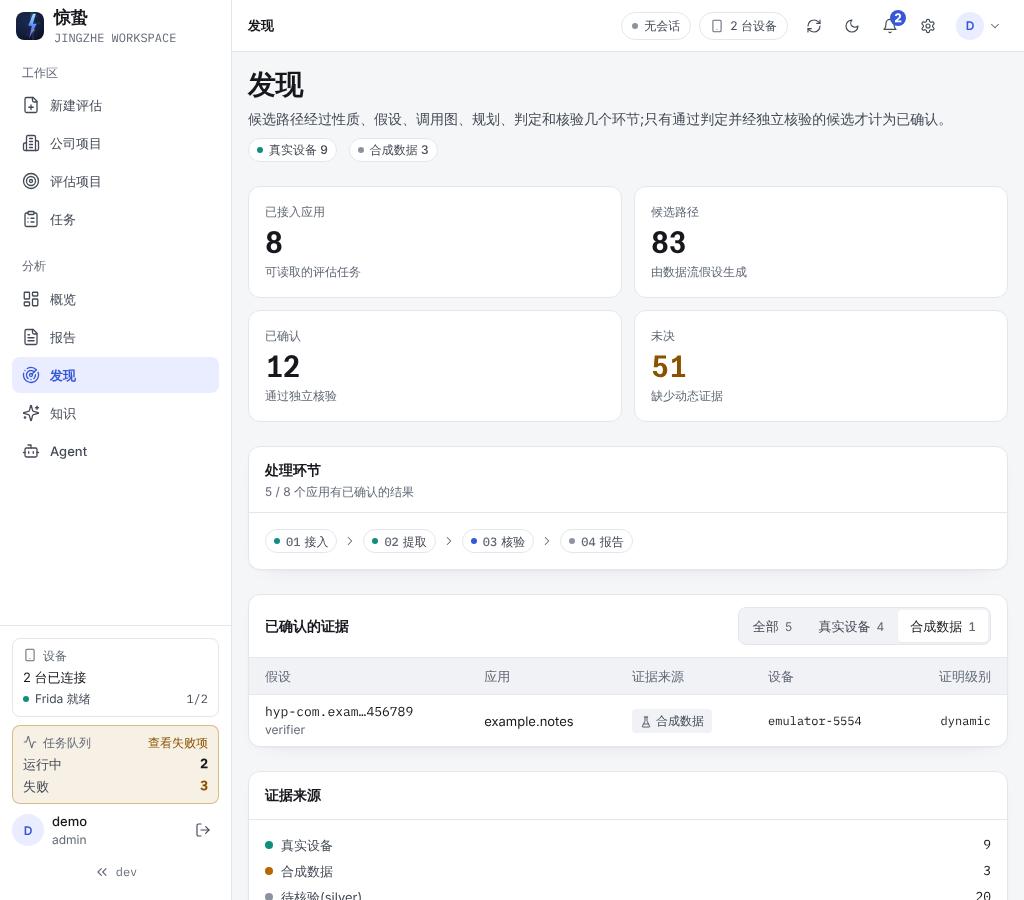 惊蛰
JINGZHE WORKSPACE
工作区
新建评估
公司项目
评估项目
任务
分析
概览
报告
发现
知识
Agent
设备
2 台已连接
Frida 就绪 1/2
任务队列 查看失败项
运行中 2
失败 3
D demo
admin
dev
发现 无会话 2 台设备 2 D
发现
候选路径经过性质、假设、调用图、规划、判定和核验几个环节;只有通过判定并经独立核验的候选才计为已确认。
真实设备 9 合成数据 3
已接入应用
8
可读取的评估任务
候选路径
83
由数据流假设生成
已确认
12
通过独立核验
未决
51
缺少动态证据
处理环节
5 / 8 个应用有已确认的结果
01 接入 02 提取 03 核验 04 报告
已确认的证据 全部 5 真实设备 4 合成数据 1
假设 应用 证据来源 设备 证明级别
hyp-com.exam…456789 example.notes 合成数据 emulator-5554 dynamic
verifier
证据来源
真实设备 9
合成数据 3
待核验(silver) 20